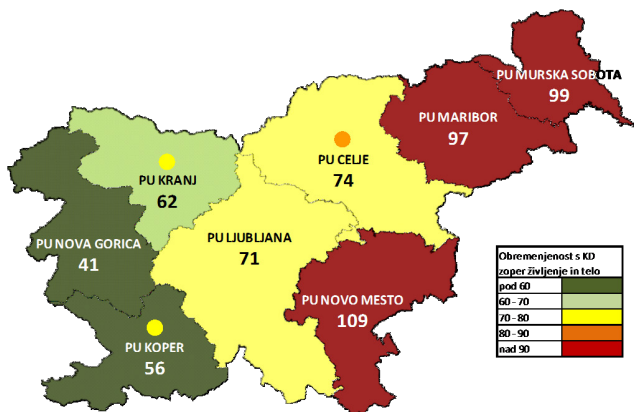 PU MURSKA SOBOTA
99
PU MARIBOR
97
PU CELJE
74
PU KRANJ
62
PU NOVA GORICA
41
PU LJUBLJANA
71
PU NOVO MESTO
109
PU KOPER
56
Obremenjenost s KD
zoper življenje in telo
pod 60
60 - 70
70 - 80
80 - 90
nad 90